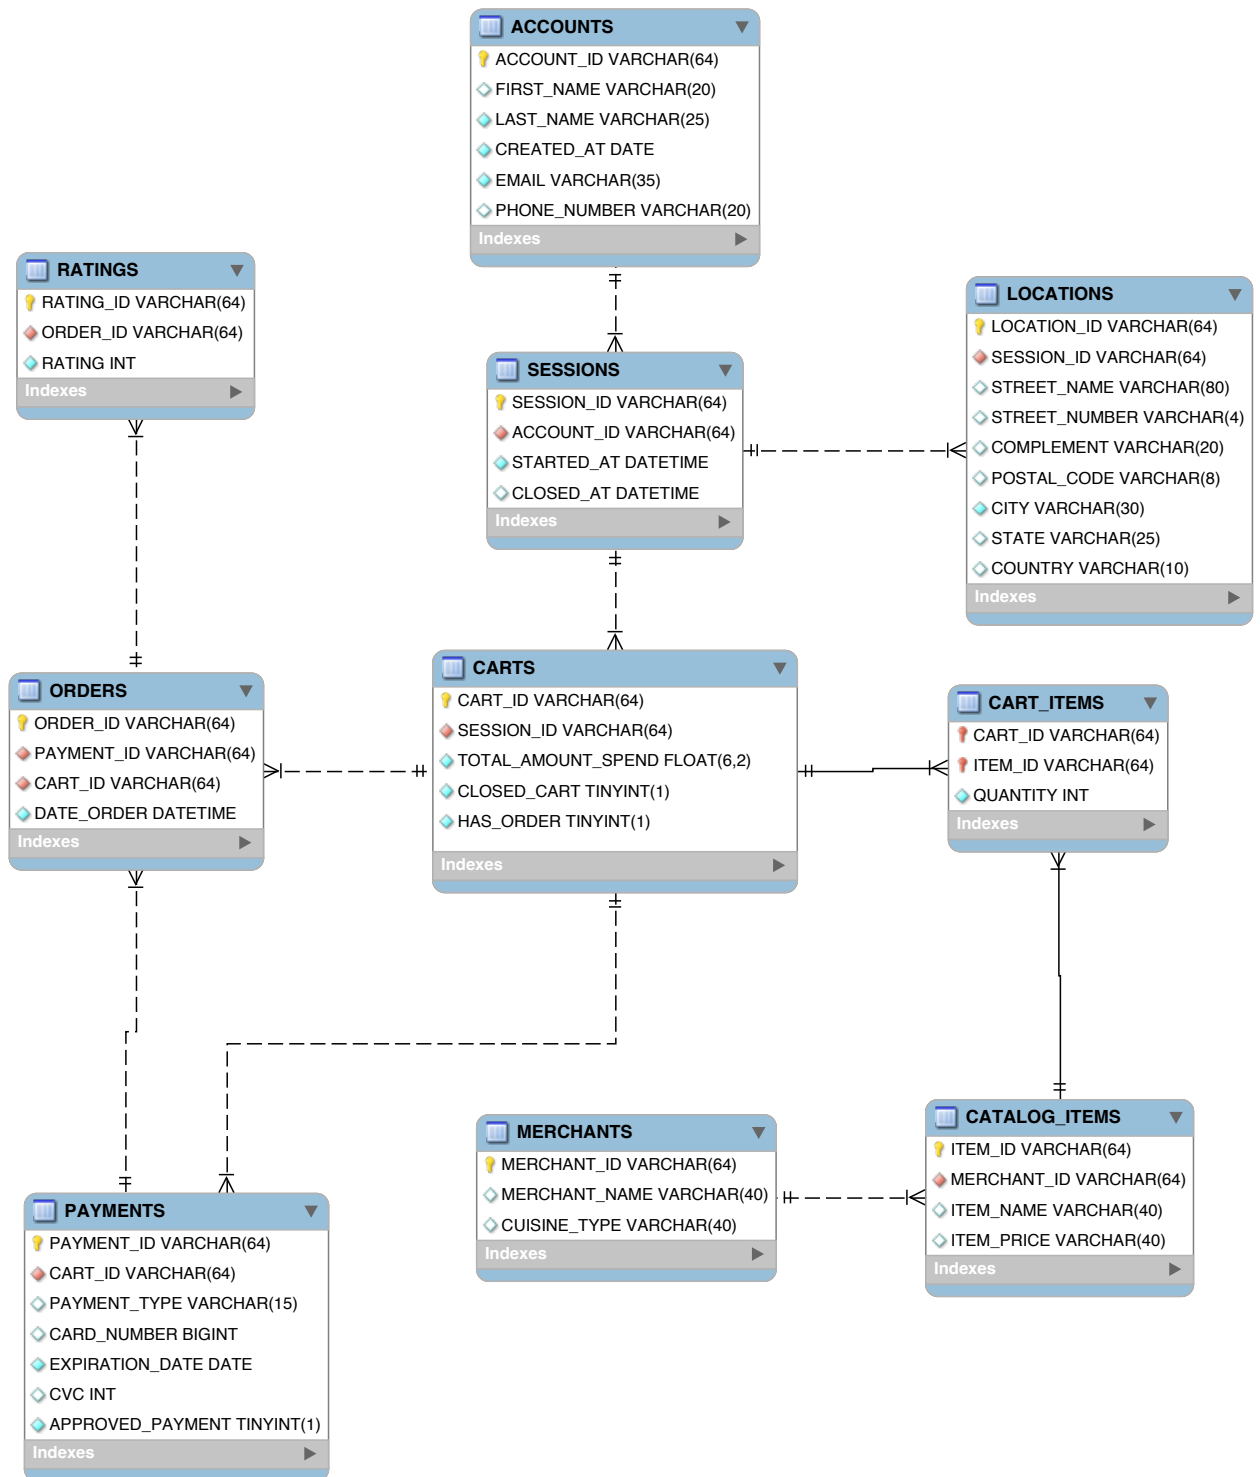 ACCOUNTS
ACCOUNT_ID VARCHAR(64)
FIRST_NAME VARCHAR(20)
LAST_NAME VARCHAR(25)
CREATED_AT DATE
EMAIL VARCHAR(35)
PHONE_NUMBER VARCHAR(20)
Indexes
RATINGS
RATING_ID VARCHAR(64)
ORDER_ID VARCHAR(64)
RATING INT
Indexes
LOCATIONS
LOCATION_ID VARCHAR(64)
SESSION_ID VARCHAR(64)
STREET_NAME VARCHAR(80)
STREET_NUMBER VARCHAR(4)
COMPLEMENT VARCHAR(20)
POSTAL_CODE VARCHAR(8)
CITY VARCHAR(30)
STATE VARCHAR(25)
COUNTRY VARCHAR(10)
Indexes
SESSIONS
SESSION_ID VARCHAR(64)
ACCOUNT_ID VARCHAR(64)
STARTED_AT DATETIME
CLOSED_AT DATETIME
Indexes
ORDERS
ORDER_ID VARCHAR(64)
PAYMENT_ID VARCHAR(64)
CART_ID VARCHAR(64)
DATE_ORDER DATETIME
Indexes
CARTS
CART_ID VARCHAR(64)
SESSION_ID VARCHAR(64)
TOTAL_AMOUNT_SPEND FLOAT(6,2)
CLOSED_CART TINYINT(1)
HAS_ORDER TINYINT(1)
Indexes
CART_ITEMS
CART_ID VARCHAR(64)
ITEM_ID VARCHAR(64)
QUANTITY INT
Indexes
PAYMENTS
PAYMENT_ID VARCHAR(64)
CART_ID VARCHAR(64)
PAYMENT_TYPE VARCHAR(15)
CARD_NUMBER BIGINT
EXPIRATION_DATE DATE
CVC INT
APPROVED_PAYMENT TINYINT(1)
Indexes
MERCHANTS
MERCHANT_ID VARCHAR(64)
MERCHANT_NAME VARCHAR(40)
CUISINE_TYPE VARCHAR(40)
Indexes
CATALOG_ITEMS
ITEM_ID VARCHAR(64)
MERCHANT_ID VARCHAR(64)
ITEM_NAME VARCHAR(40)
ITEM_PRICE VARCHAR(40)
Indexes